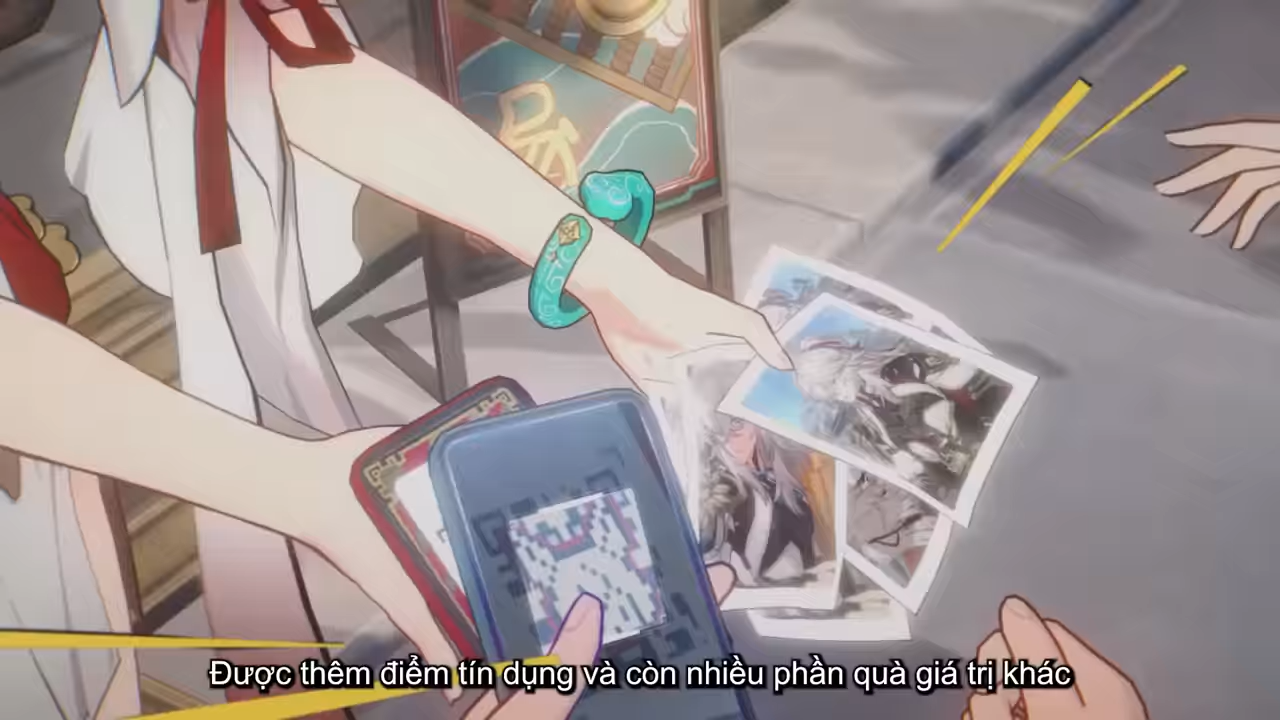 Được thêm điểm tín dụng và còn nhiều phần quà giá trị khác